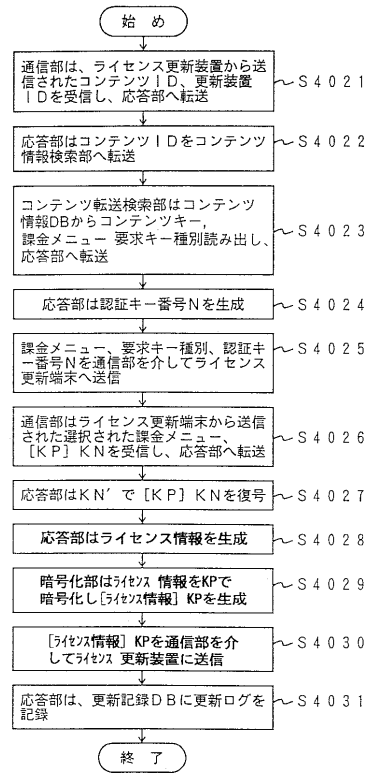 始 め
通信部は、ライセンス更新装置から送
信されたコンテンツＩＤ、更新装置
ＩＤを受信し、応答部へ転送
Ｓ４０２１
応答部はコンテンツＩＤをコンテンツ
情報検索部へ転送
Ｓ４０２２
コンテンツ転送検索部はコンテンツ
情報DBからコンテンツキー,
課金メニュー 要求キー種別読み出し、
応答部へ転送
Ｓ４０２３
応答部は認証キー番号Ｎを生成
Ｓ４０２４
課金メニュー、要求キー種別、認証キ
ー番号Ｎを通信部を介してライセンス
更新端末へ送信
Ｓ４０２５
通信部はライセンス更新端末から送信
された選択された課金メニュー、
［ＫＰ］ＫＮを受信し、応答部へ転送
Ｓ４０２６
応答部はＫＮ′で［ＫＰ］ＫＮを復号
Ｓ４０２７
応答部はライセンス情報を生成
Ｓ４０２８
暗号化部はﾗｲｾﾝｽ 情報をKPで
暗号化し[ﾗｲｾﾝｽ情報] KPを生成
Ｓ４０２９
[ﾗｲｾﾝｽ情報] KPを通信部を介
してﾗｲｾﾝｽ 更新装置に送信
Ｓ４０３０
応答部は、更新記録ＤＢに更新ログを
記録
Ｓ４０３１
終 了